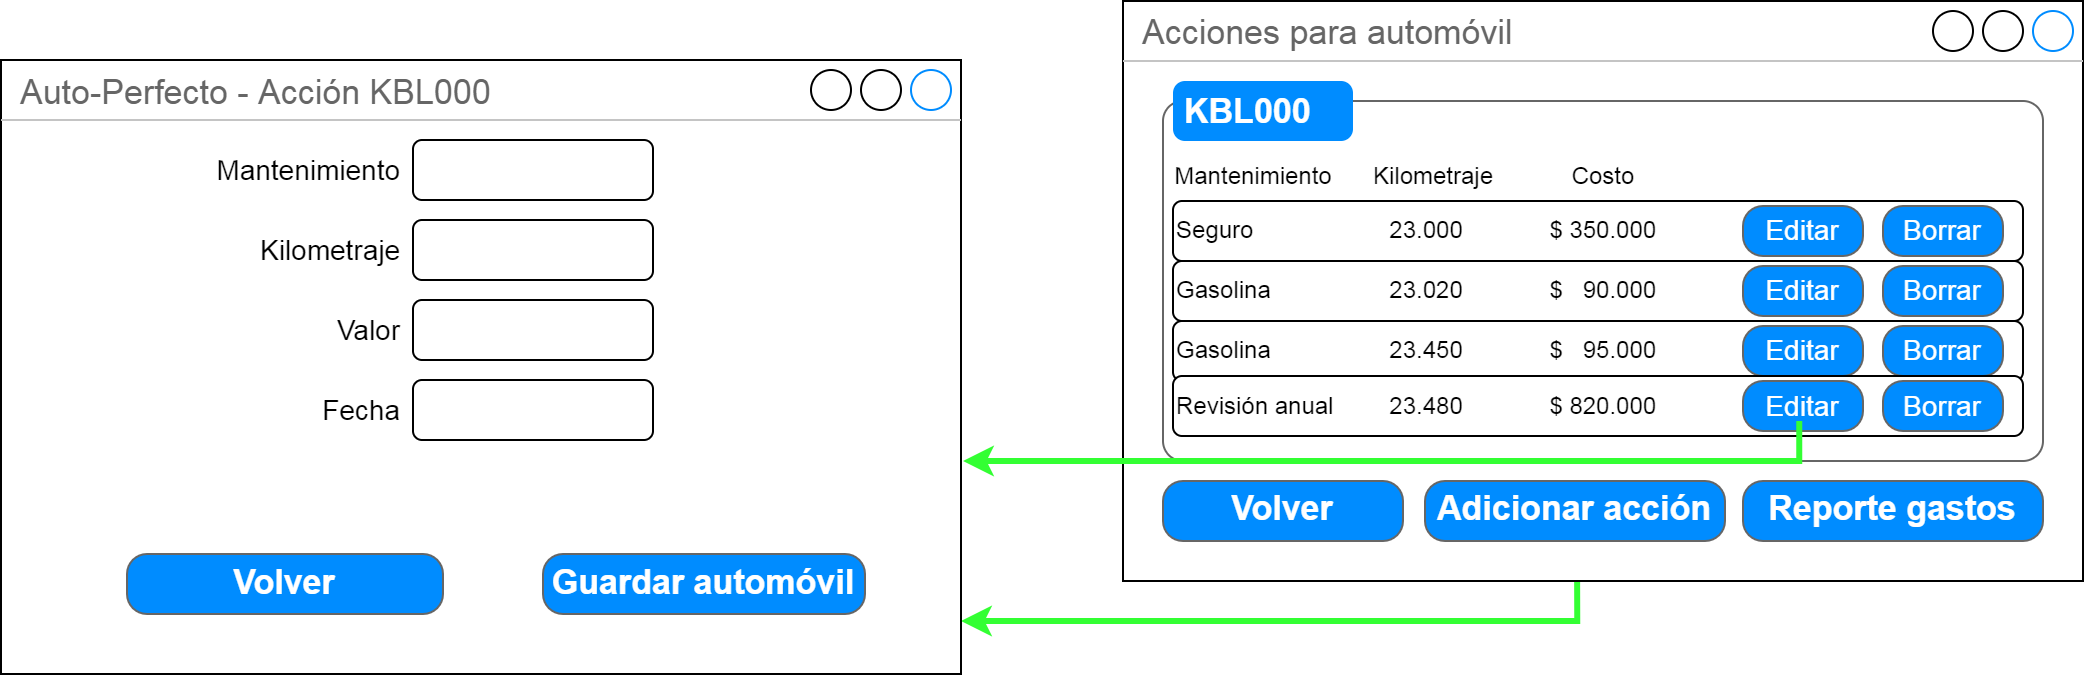 Auto-Perfecto - Acción KBL000
Mantenimiento
Kilometraje
Valor
Fecha
Volver Guardar automóvil
Acciones para automóvil
KBL000
Mantenimiento Kilometraje Costo
Seguro 23.000 $ 350.000 Editar Borrar
Gasolina 23.020 $ 90.000 Editar Borrar
Gasolina 23.450 $ 95.000 Editar Borrar
Revisión anual 23.480 $ 820.000 Editar Borrar
Volver Adicionar acción Reporte gastos